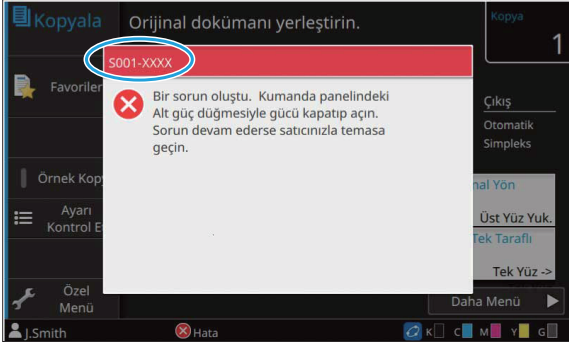 Kopyala
Orijinal dokümanı yerleştirin.
Kopya
1
S001-XXXX
Favoriler
Bir sorun oluştu. Kumanda panelindeki
Alt güç düğmesiyle gücü kapatıp açın.
Sorun devam ederse satıcınızla temasa
geçin.
Çıkış
Otomatik
Simpleks
Örnek Kop
nal Yön
Üst Yüz Yuk.
Ayarı
Kontrol E
Tek Taraflı
Tek Yüz ->
Özel
Menü
Daha Menü
J.Smith
Hata
K
C
M
Y
G